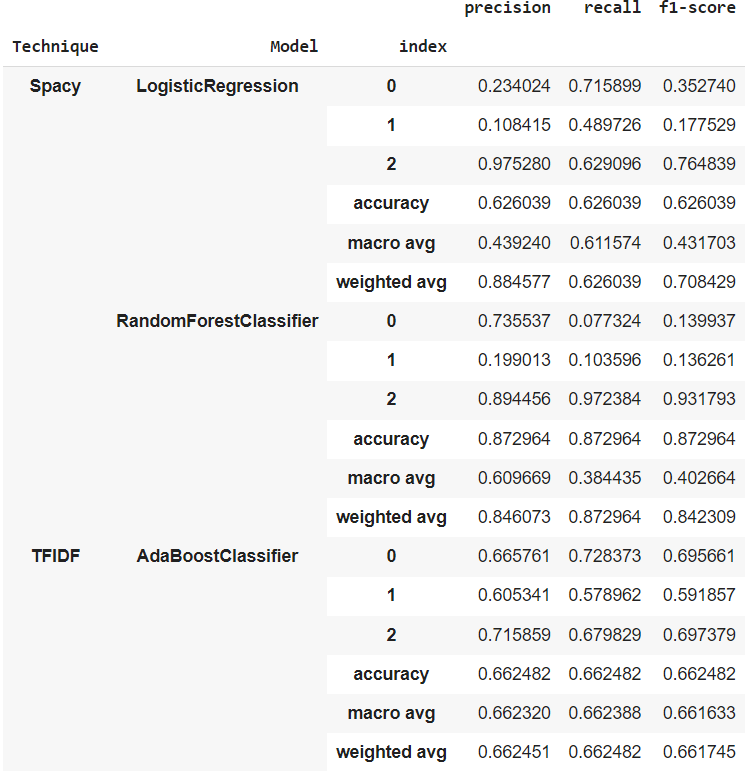 precision recall f1-score
Technique Model index
Spacy LogisticRegression 0 0.234024 0.715899 0.352740
1 0.108415 0.489726 0.177529
2 0.975280 0.629096 0.764839
accuracy 0.626039 0.626039 0.626039
macro avg 0.439240 0.611574 0.431703
weighted avg 0.884577 0.626039 0.708429
RandomForestClassifier 0 0.735537 0.077324 0.139937
1 0.199013 0.103596 0.136261
2 0.894456 0.972384 0.931793
accuracy 0.872964 0.872964 0.872964
macro avg 0.609669 0.384435 0.402664
weighted avg 0.846073 0.872964 0.842309
TFIDF AdaBoostClassifier 0 0.665761 0.728373 0.695661
1 0.605341 0.578962 0.591857
2 0.715859 0.679829 0.697379
accuracy 0.662482 0.662482 0.662482
macro avg 0.662320 0.662388 0.661633
weighted avg 0.662451 0.662482 0.661745